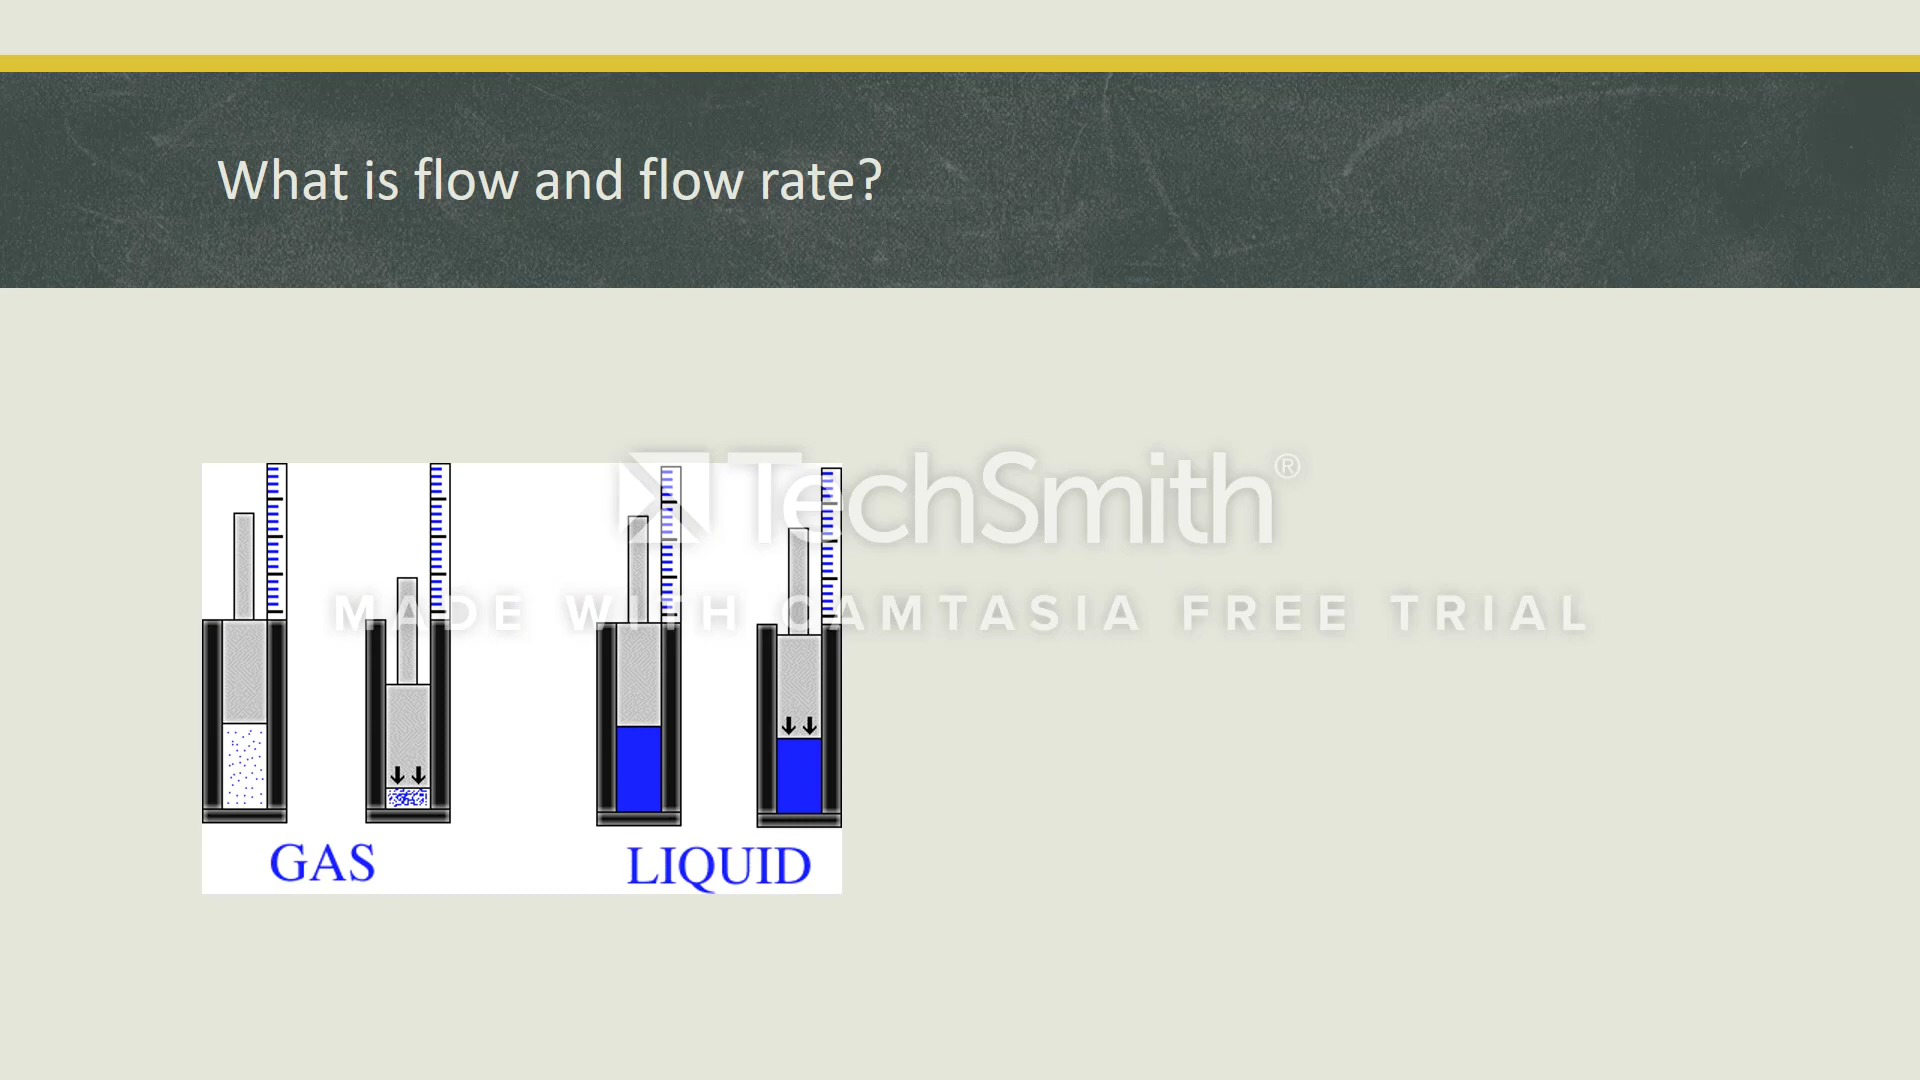 What is flow and flow rate?
TechSmith®
MADE WITH CAMTASIA FREE TRIAL
GAS
LIQUID